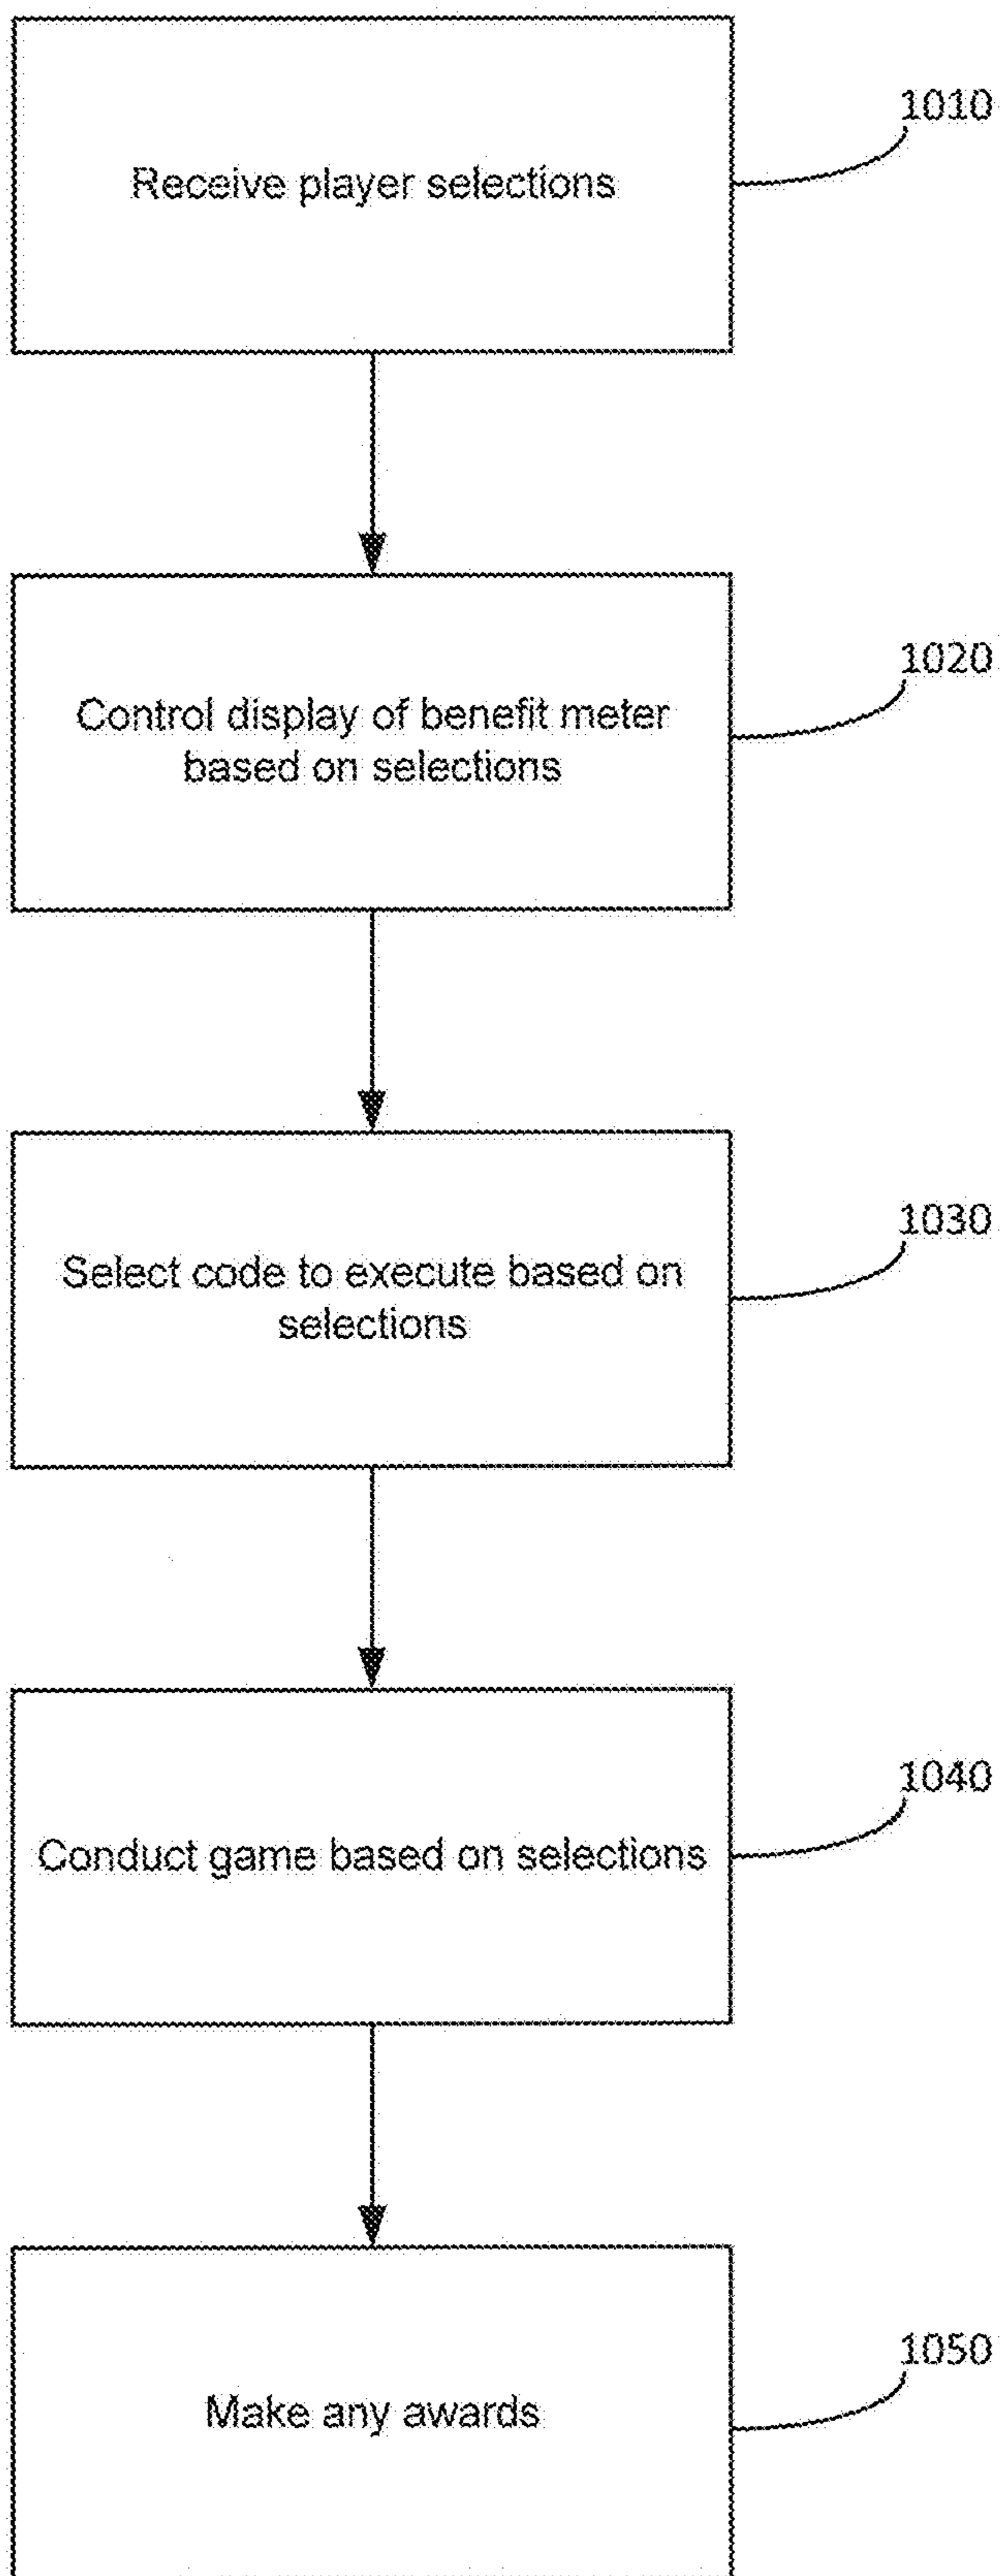 1010
Receive player selections
1020
Control display of benefit meter
based on selections
1030
Select code to execute based on
selections
1040
Conduct game based on selections
1050
Make any awards